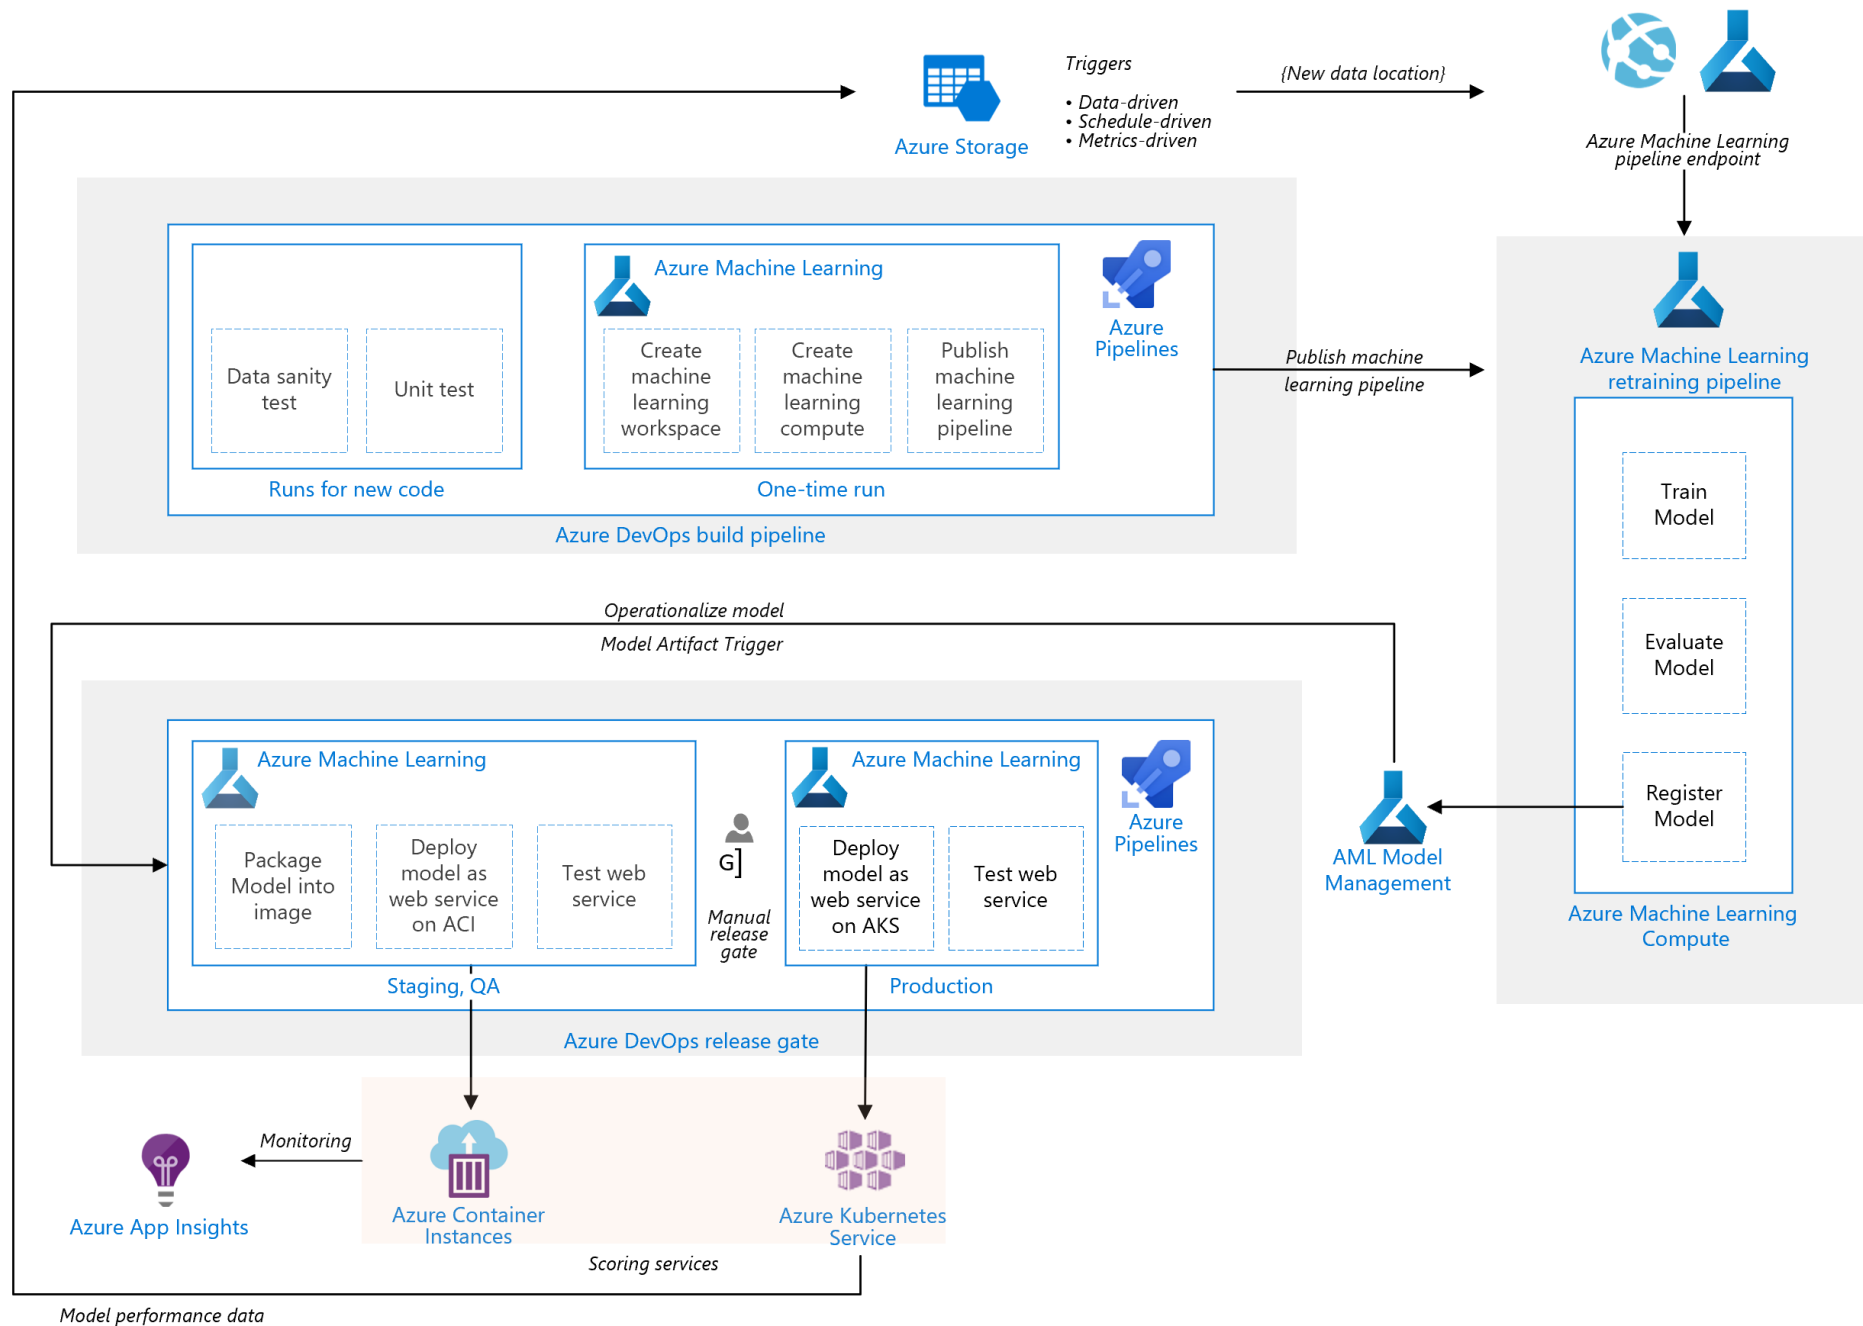 Triggers
• Data-driven
• Schedule-driven
• Metrics-driven
Azure Storage
{New data location}
Azure Machine Learning
pipeline endpoint
Data sanity
test
Unit test
Runs for new code
Azure Machine Learning
Create
machine
learning
workspace
Create
machine
learning
compute
Publish
machine
learning
pipeline
One-time run
Azure
Pipelines
Azure DevOps build pipeline
Publish machine
learning pipeline
Azure Machine Learning
retraining pipeline
Train
Model
Evaluate
Model
Register
Model
Azure Machine Learning
Compute
AML Model
Management
Operationalize model
Model Artifact Trigger
Azure Machine Learning
Package
Model into
image
Deploy
model as
web service
on ACI
Test web
service
Staging, QA
G]
Manual
release
gate
Azure Machine Learning
Deploy
model as
web service
on AKS
Test web
service
Production
Azure
Pipelines
Azure DevOps release gate
Monitoring
Azure App Insights
Azure Container
Instances
Azure Kubernetes
Service
Scoring services
Model performance data